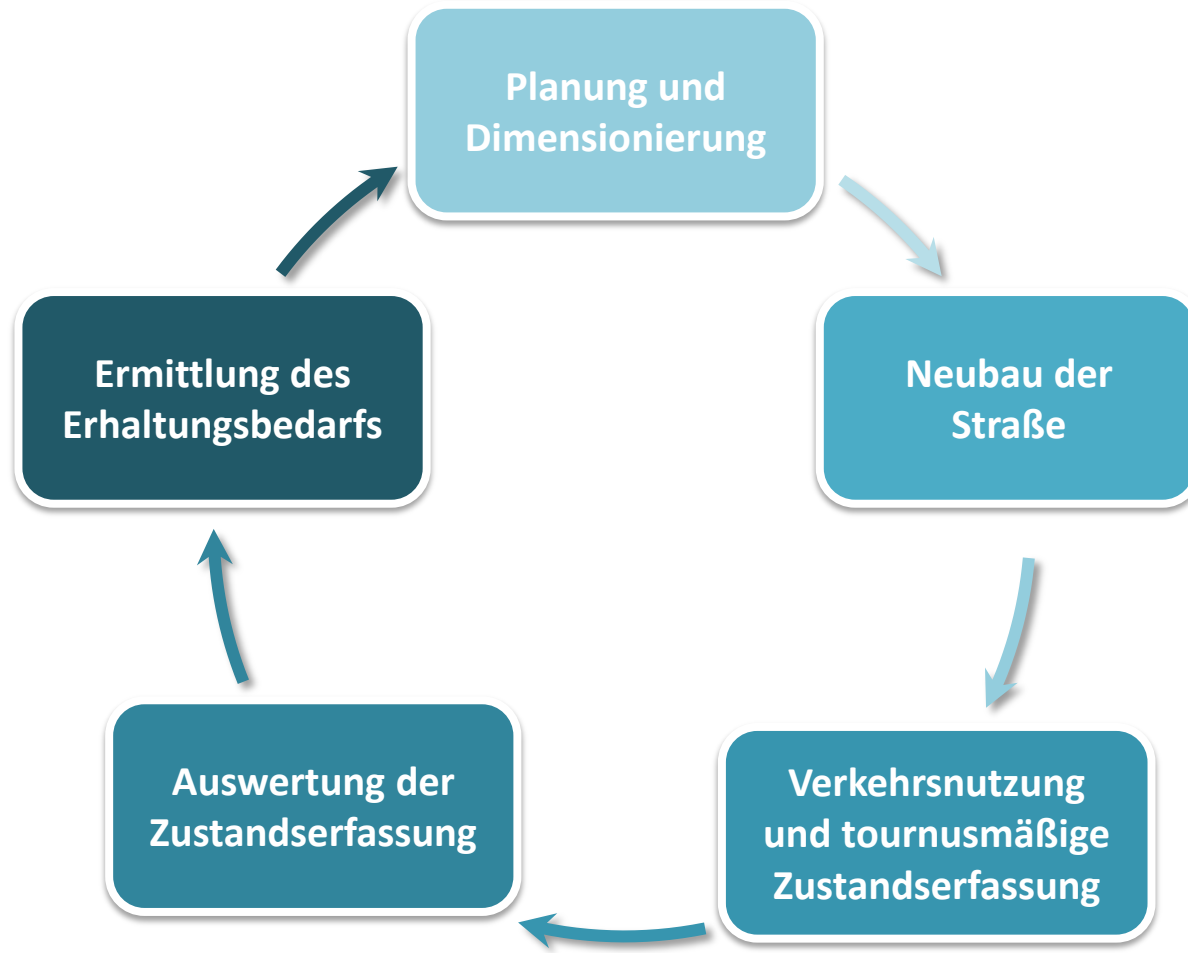 Planung und
Dimensionierung
Neubau der
Straße
Verkehrsnutzung
und tournusmäßige
Zustandserfassung
Auswertung der
Zustandserfassung
Ermittlung des
Erhaltungsbedarfs